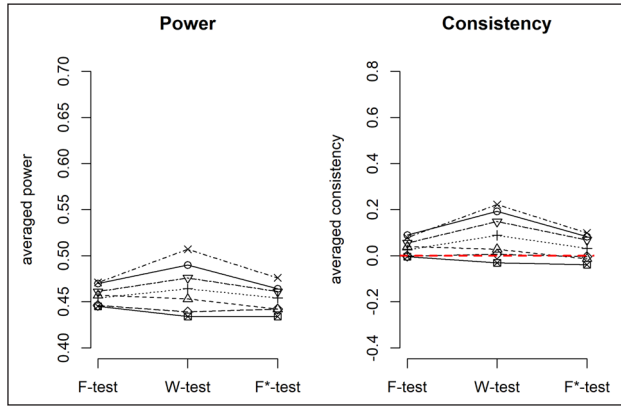 Power
averaged power
0.70
0.65
0.60
0.55
0.50
0.45
0.40
F-test W-test F*-test
Consistency
averaged consistency
0.8
0.6
0.4
0.2
0.0
-0.2
-0.4
F-test W-test F*-test